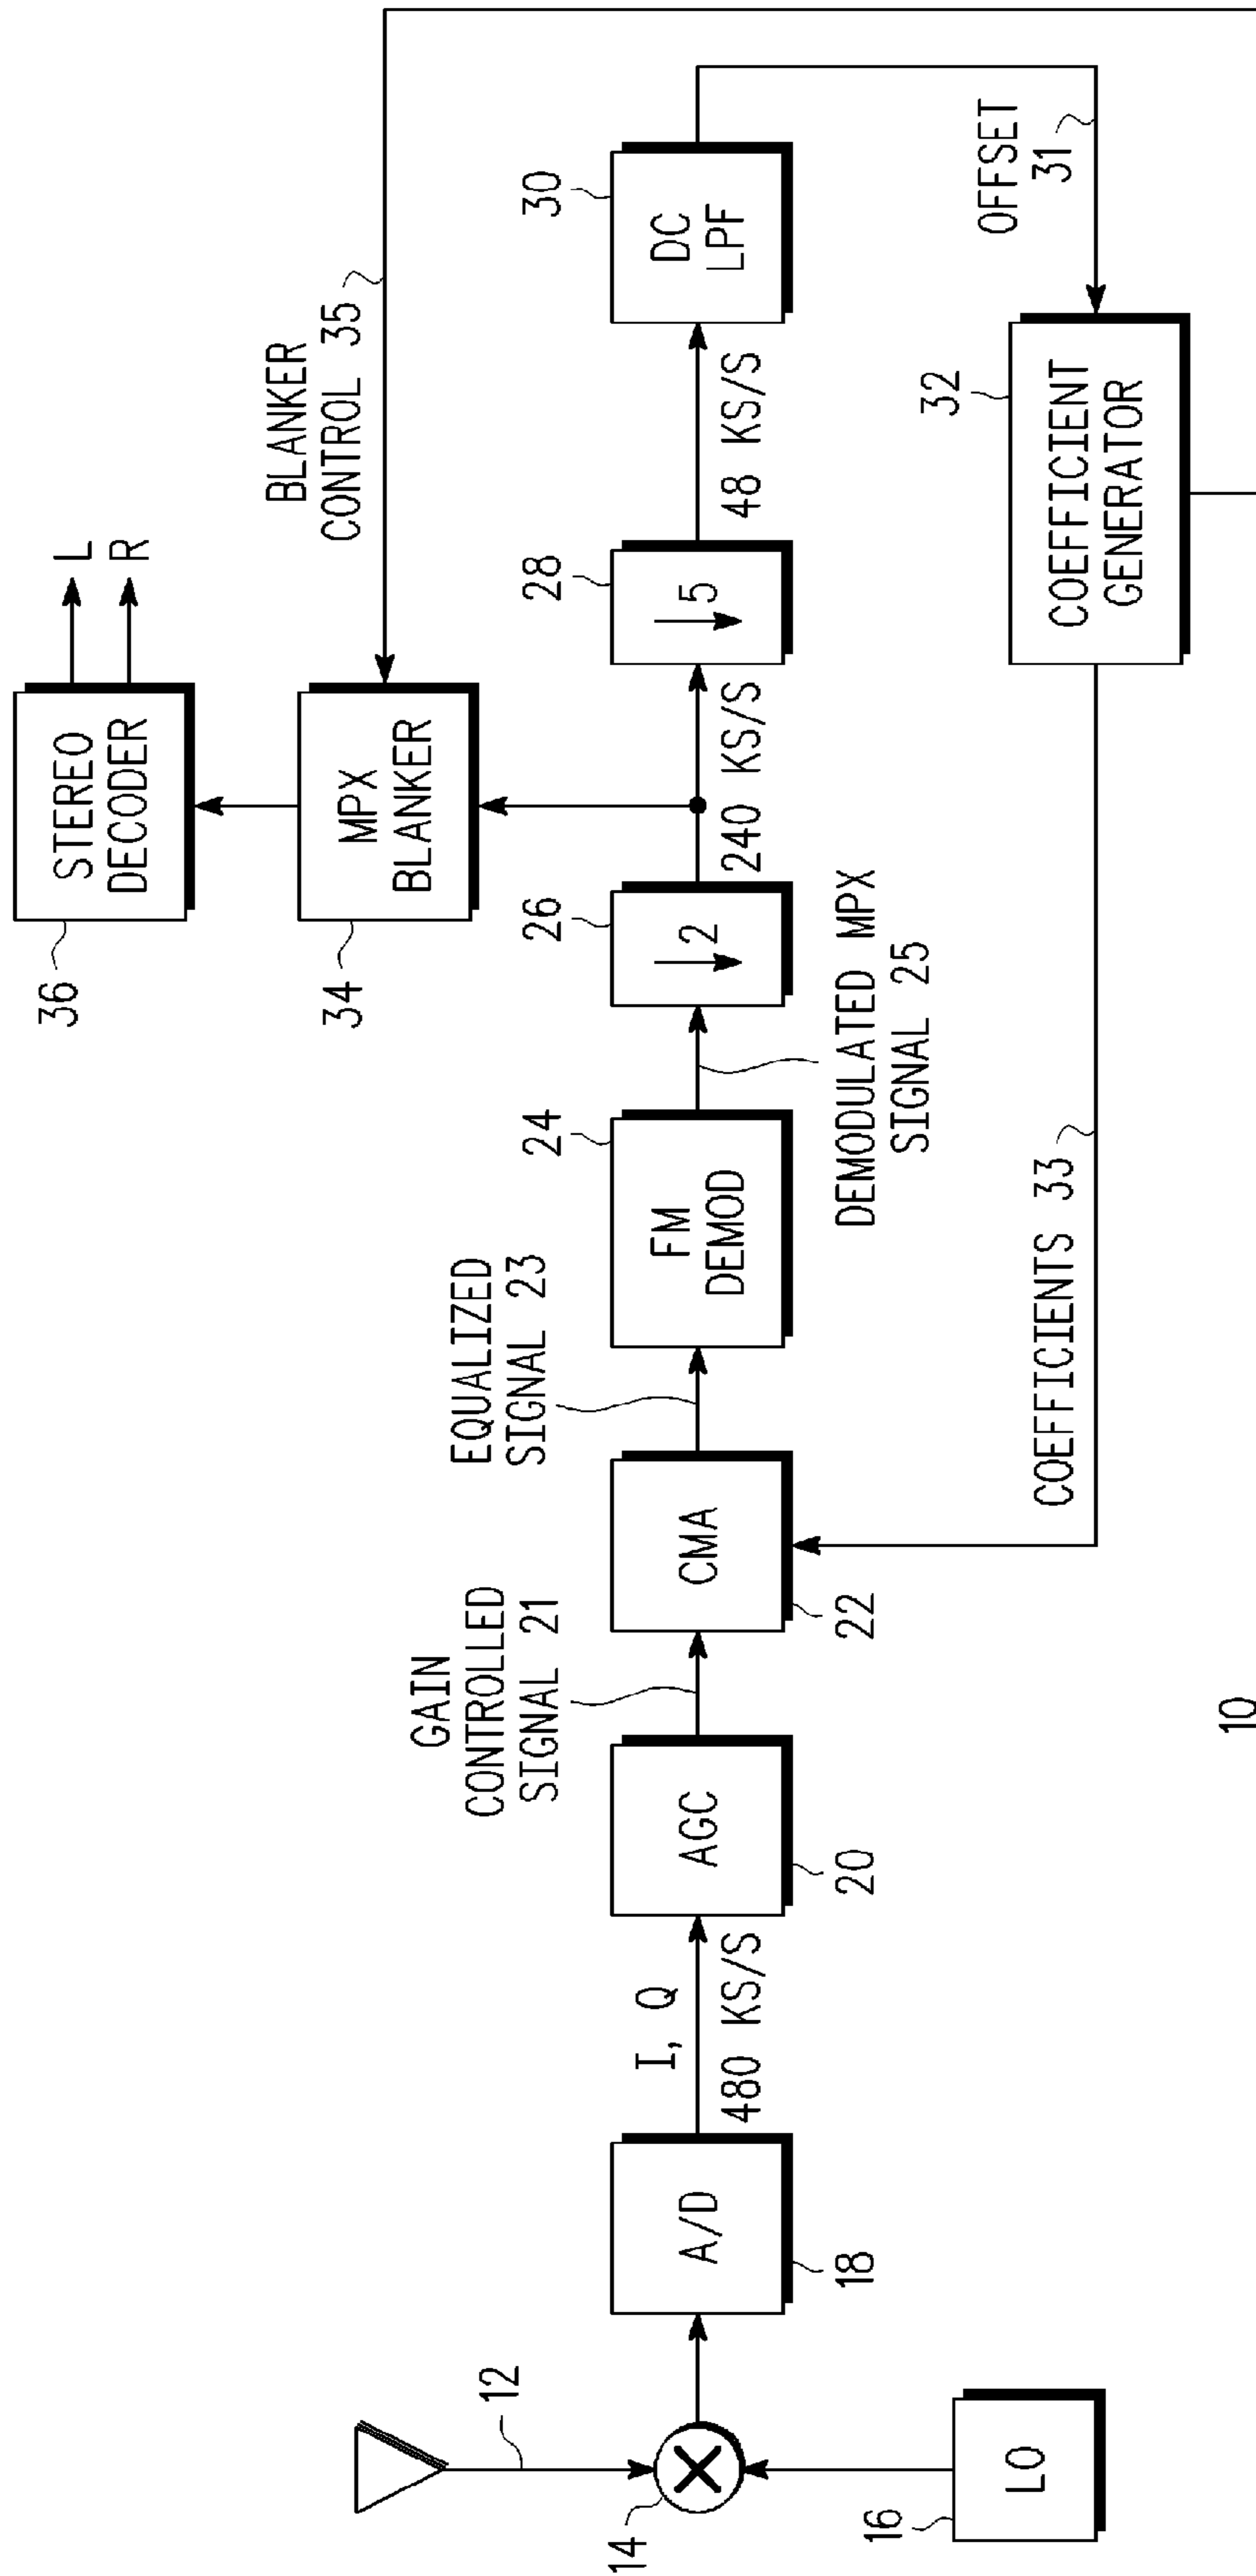 12
14
LO
16
A/D
18
I, Q
480 KS/S
AGC
20
GAIN
CONTROLLED
SIGNAL 21
CMA
22
EQUALIZED
SIGNAL 23
FM
DEMOD
24
DEMODULATED MPX
SIGNAL 25
2
26
240 KS/S
5
28
48 KS/S
DC
LPF
30
OFFSET
31
COEFFICIENT
GENERATOR
32
COEFFICIENTS 33
MPX
BLANKER
34
BLANKER
CONTROL 35
STEREO
DECODER
36
L
R
10